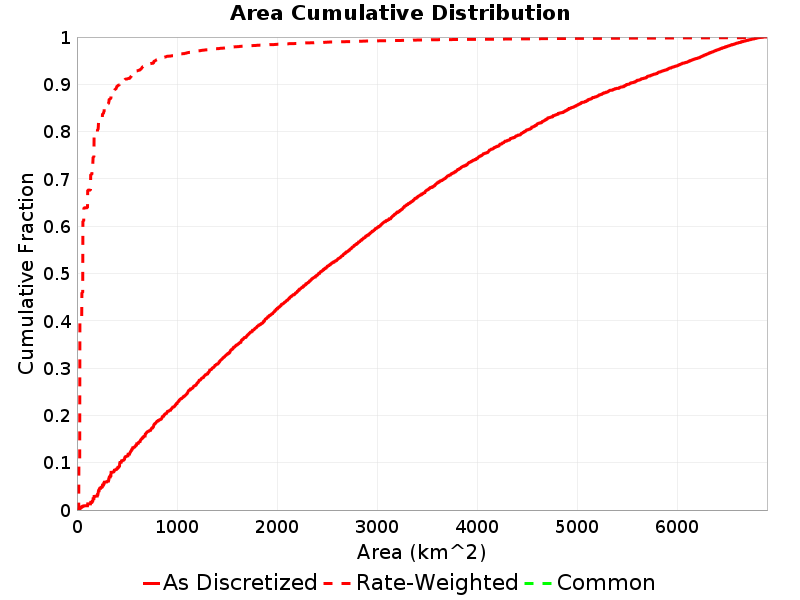 Area Cumulative Distribution
Cumulative Fraction
1
0.9
0.8
0.7
0.6
0.5
0.4
0.3
0.2
0.1
0
0 1000 2000 3000 4000 5000 6000
Area (km^2)
As Discretized Rate-Weighted Common